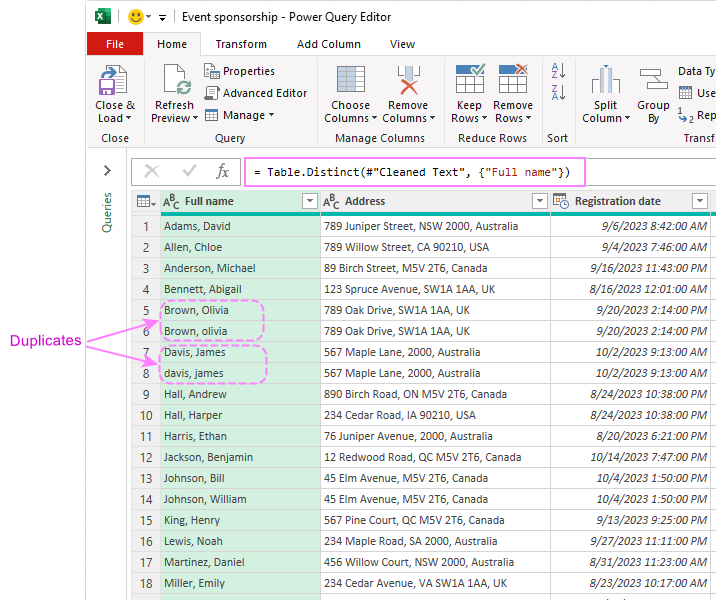 Event sponsorship - Power Query Editor
File Home Transform Add Column View
Close & Load Refresh Preview Properties Advanced Editor Manage Choose Columns Remove Columns Keep Rows Remove Rows A Z Z A Split Column Group By Data Ty Use 1 2 Rep
Close Query Manage Columns Reduce Rows Sort Transf
fx = Table.Distinct(#"Cleaned Text", {"Full name"})
Queries
ABC Full name ABC Address Registration date
1 Adams, David 789 Juniper Street, NSW 2000, Australia 9/6/2023 8:42:00 AM
2 Allen, Chloe 789 Willow Street, CA 90210, USA 9/4/2023 7:46:00 AM
3 Anderson, Michael 89 Birch Street, M5V 2T6, Canada 9/16/2023 11:43:00 PM
4 Bennett, Abigail 123 Spruce Avenue, SW1A 1AA, UK 8/16/2023 12:01:00 AM
5 Brown, Olivia 789 Oak Drive, SW1A 1AA, UK 9/20/2023 2:14:00 PM
6 Brown, olivia 789 Oak Drive, SW1A 1AA, UK 9/20/2023 2:14:00 PM
Duplicates
7 Davis, James 567 Maple Lane, 2000, Australia 10/2/2023 9:13:00 AM
8 davis, james 567 Maple Lane, 2000, Australia 10/2/2023 9:13:00 AM
9 Hall, Andrew 890 Birch Road, ON M5V 2T6, Canada 8/24/2023 10:38:00 PM
10 Hall, Harper 234 Cedar Road, IA 90210, USA 8/24/2023 10:38:00 PM
11 Harris, Ethan 76 Juniper Avenue, 2000, Australia 8/20/2023 6:21:00 PM
12 Jackson, Benjamin 12 Redwood Road, QC M5V 2T6, Canada 10/14/2023 7:47:00 PM
13 Johnson, Bill 45 Elm Avenue, M5V 2T6, Canada 10/4/2023 1:50:00 PM
14 Johnson, William 45 Elm Avenue, M5V 2T6, Canada 10/4/2023 1:50:00 PM
15 King, Henry 567 Pine Court, QC M5V 2T6, Canada 9/13/2023 9:25:00 PM
16 Lewis, Noah 234 Maple Road, SA 2000, Australia 9/27/2023 11:11:00 PM
17 Martinez, Daniel 456 Willow Court, NSW 2000, Australia 8/31/2023 11:23:00 AM
18 Miller, Emily 234 Cedar Avenue, VA SW1A 1AA, UK 8/23/2023 10:17:00 AM